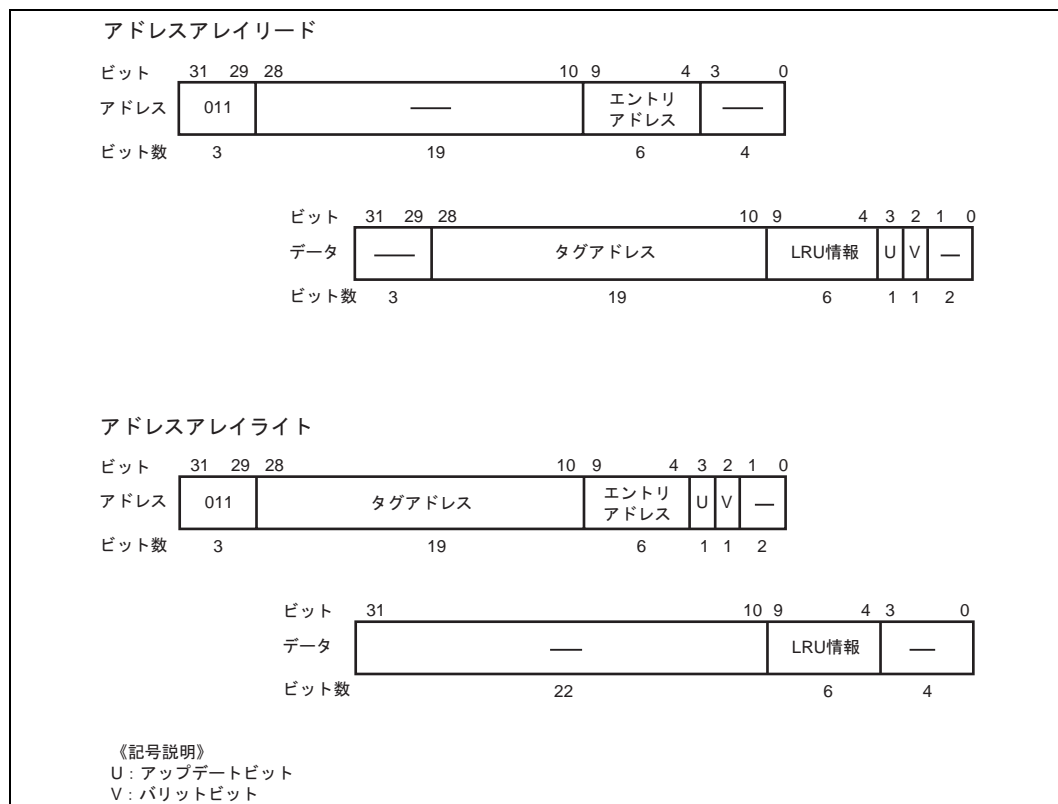 アドレスアレイリード
ビット 31 29 28 10 9 4 3 0
アドレス 011 — エントリ アドレス —
ビット数 3 19 6 4
ビット 31 29 28 10 9 4 3 2 1 0
データ — タグアドレス LRU情報 U V —
ビット数 3 19 6 1 1 2
アドレスアレイライト
ビット 31 29 28 10 9 4 3 2 1 0
アドレス 011 タグアドレス エントリ アドレス U V —
ビット数 3 19 6 1 1 2
ビット 31 10 9 4 3 0
データ — LRU情報 —
ビット数 22 6 4
《記号説明》
U：アップデートビット
V：バリットビット